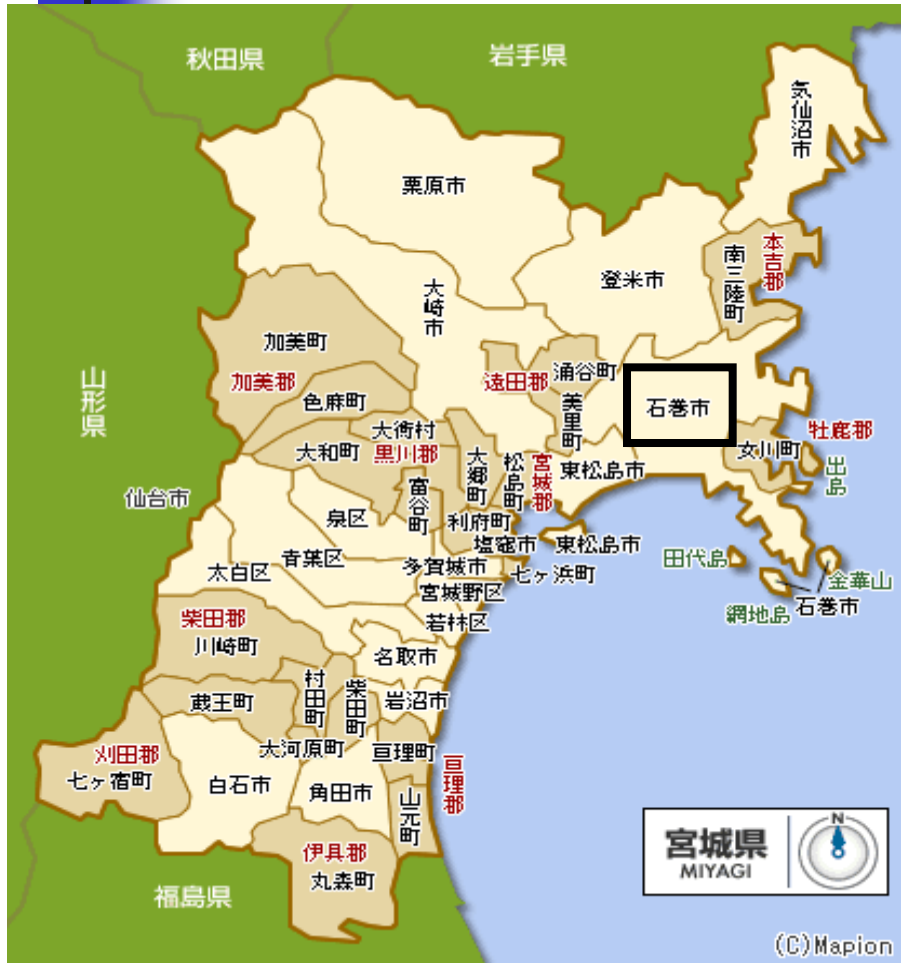 秋田県
岩手県
気仙沼市
栗原市
本吉郡
南三陸町
登米市
大崎市
加美町
加美郡
遠田郡
涌谷町
美里町
石巻市
山形県
色麻町
大衡村
大和町
黒川郡
大郷町
松島町
宮城郡
東松島市
女川町
牡鹿郡
出島
仙台市
富谷町
泉区
利府町
塩竈市
東松島市
青葉区
多賀城市
七ヶ浜町
田代島
金華山
太白区
宮城野区
網地島
石巻市
若林区
柴田郡
川崎町
名取市
村田町
柴田町
岩沼市
蔵王町
大河原町
亘理町
亘理郡
刈田郡
七ヶ宿町
白石市
角田市
山元町
伊具郡
丸森町
福島県
宮城県
MIYAGI
N
(C)Mapion